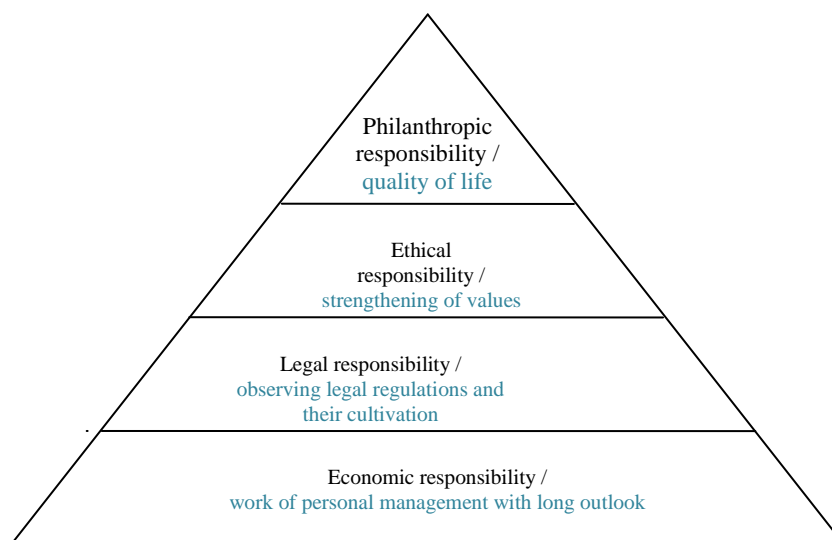 Philanthropic
responsibility /
quality of life
Ethical
responsibility /
strengthening of values
Legal responsibility /
observing legal regulations and
their cultivation
Economic responsibility /
work of personal management with long outlook